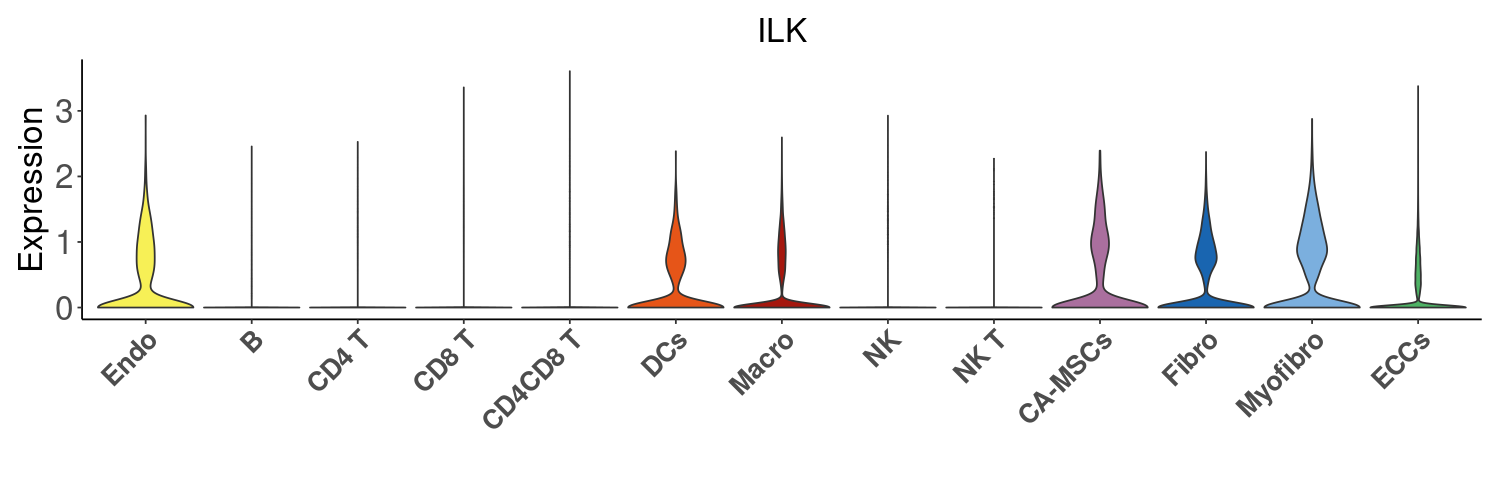 ILK
Expression
3
2
1
0
Endo
B
CD4 T
CD8 T
CD4CD8 T
DCs
Macro
NK
NK T
CA-MSCs
Fibro
Myofibro
ECCs